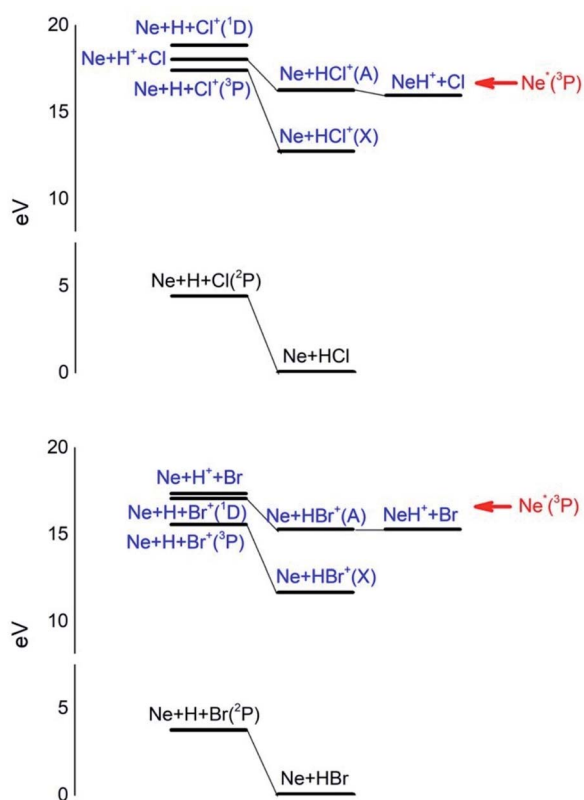 20
Ne+H+Cl⁺(¹D)
Ne+H⁺+Cl
Ne+HCl⁺(A)
NeH⁺+Cl
Ne*(³P)
Ne+H+Cl⁺(³P)
15
Ne+HCl⁺(X)
10
eV
5
Ne+H+Cl(²P)
Ne+HCl
0
20
Ne+H⁺+Br
Ne*(³P)
Ne+H+Br⁺(¹D)
Ne+HBr⁺(A)
NeH⁺+Br
15
Ne+H+Br⁺(³P)
Ne+HBr⁺(X)
10
eV
5
Ne+H+Br(²P)
Ne+HBr
0